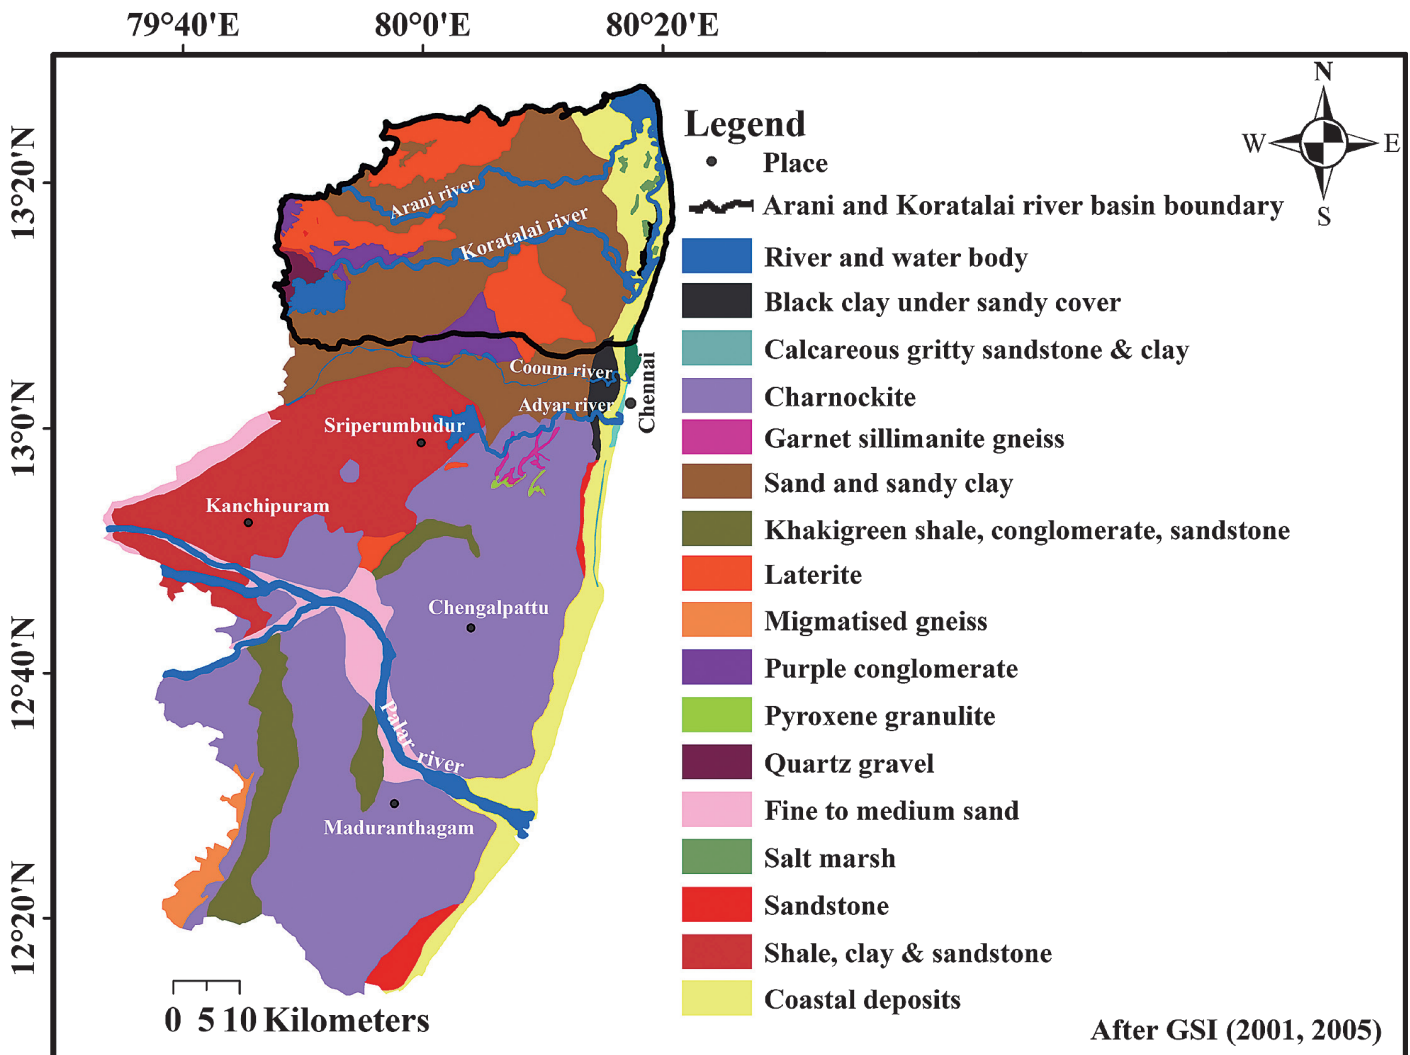 79°40'E 80°0'E 80°20'E
13°20'N
13°0'N
12°40'N
12°20'N
N
W E
S
Arani river
Koratalai river
Cooum river
Adyar river
Chennai
Sriperumbudur
Kanchipuram
Chengalpattu
Palar river
Maduranthagam
Legend
Place
Arani and Koratalai river basin boundary
River and water body
Black clay under sandy cover
Calcareous gritty sandstone & clay
Charnockite
Garnet sillimanite gneiss
Sand and sandy clay
Khakigreen shale, conglomerate, sandstone
Laterite
Migmatised gneiss
Purple conglomerate
Pyroxene granulite
Quartz gravel
Fine to medium sand
Salt marsh
Sandstone
Shale, clay & sandstone
Coastal deposits
0 5 10 Kilometers
After GSI (2001, 2005)